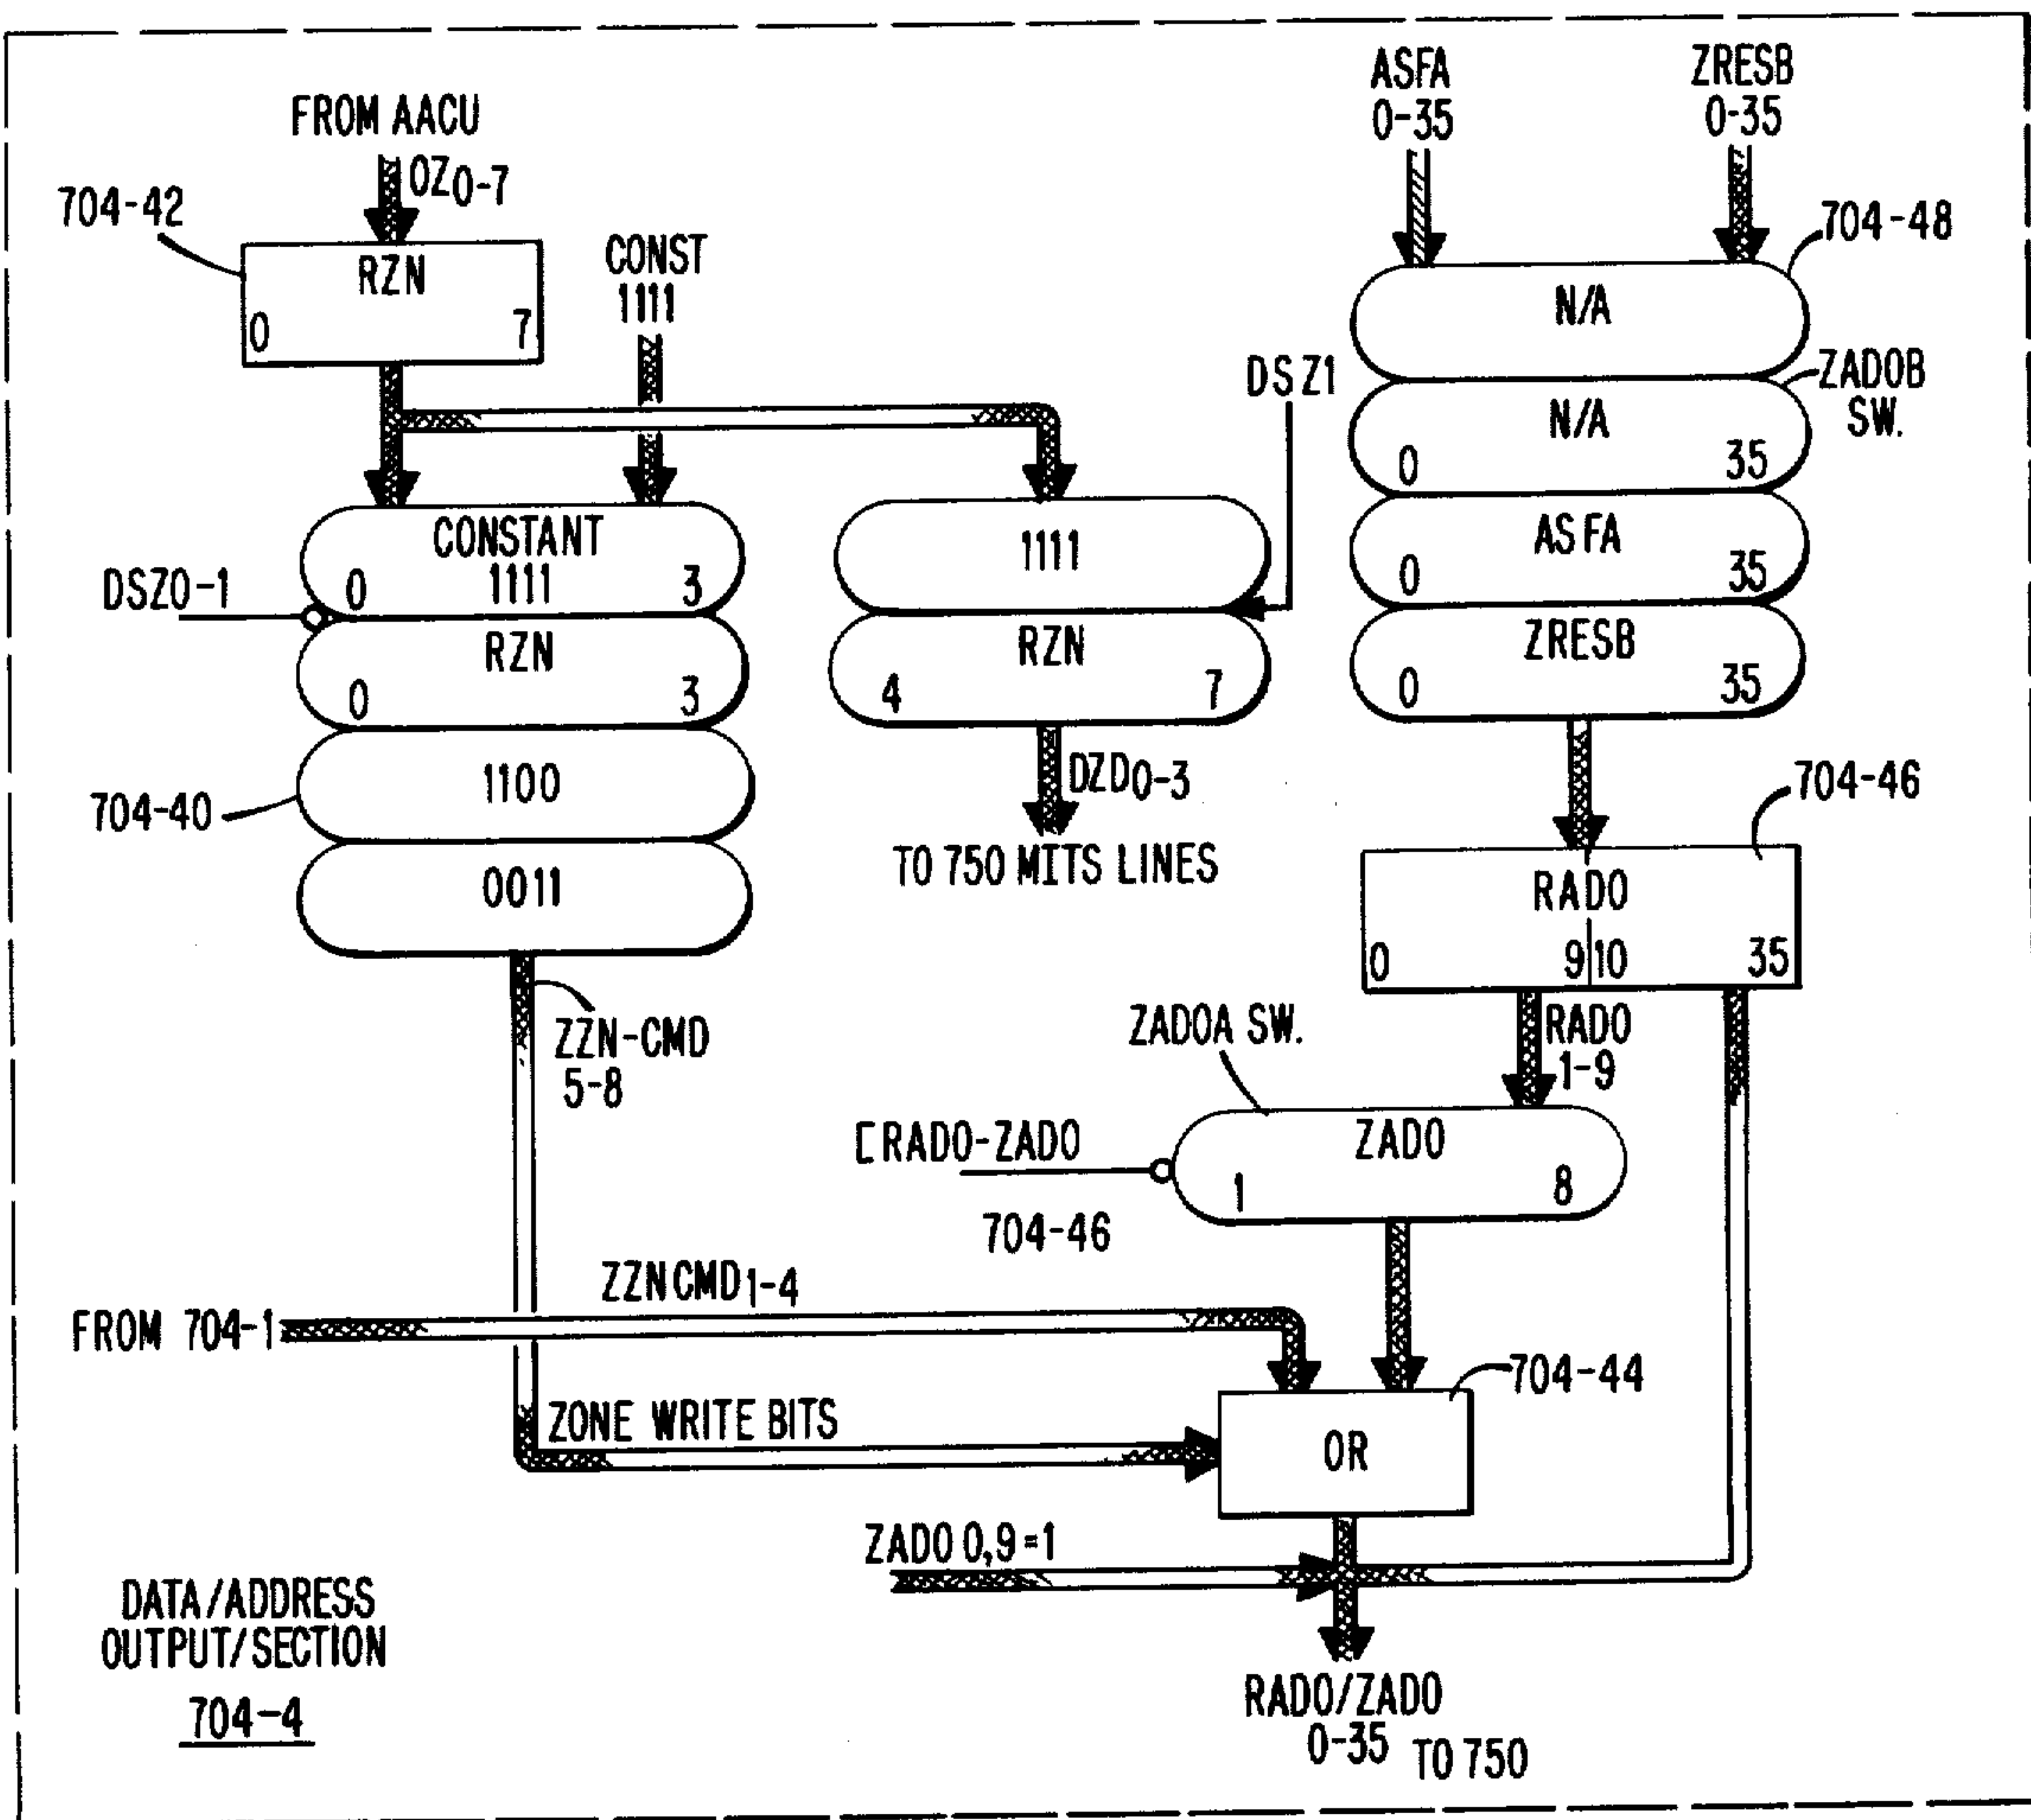 ASFA
0-35
ZRESB
0-35
FROM AACU
OZ0-7
704-42
RZN
0 7
CONST
1111
704-48
N/A
DSZ1
ZADOB
SW.
N/A
0 35
CONSTANT
1111
0 3
1111
ASFA
0 35
DSZ0-1
RZN
0 3
RZN
4 7
ZRESB
0 35
1100
704-40
DZD0-3
704-46
TO 750 MITS LINES
0011
RADO
0 9 10 35
ZZN-CMD
5-8
ZADOA SW.
RADO
1-9
[RADO-ZADO
ZADO
1 8
704-46
ZZNCMD1-4
FROM 704-1
704-44
ZONE WRITE BITS
OR
ZADO 0,9=1
DATA/ADDRESS
OUTPUT/SECTION
704-4
RADO/ZADO
0-35 TO 750